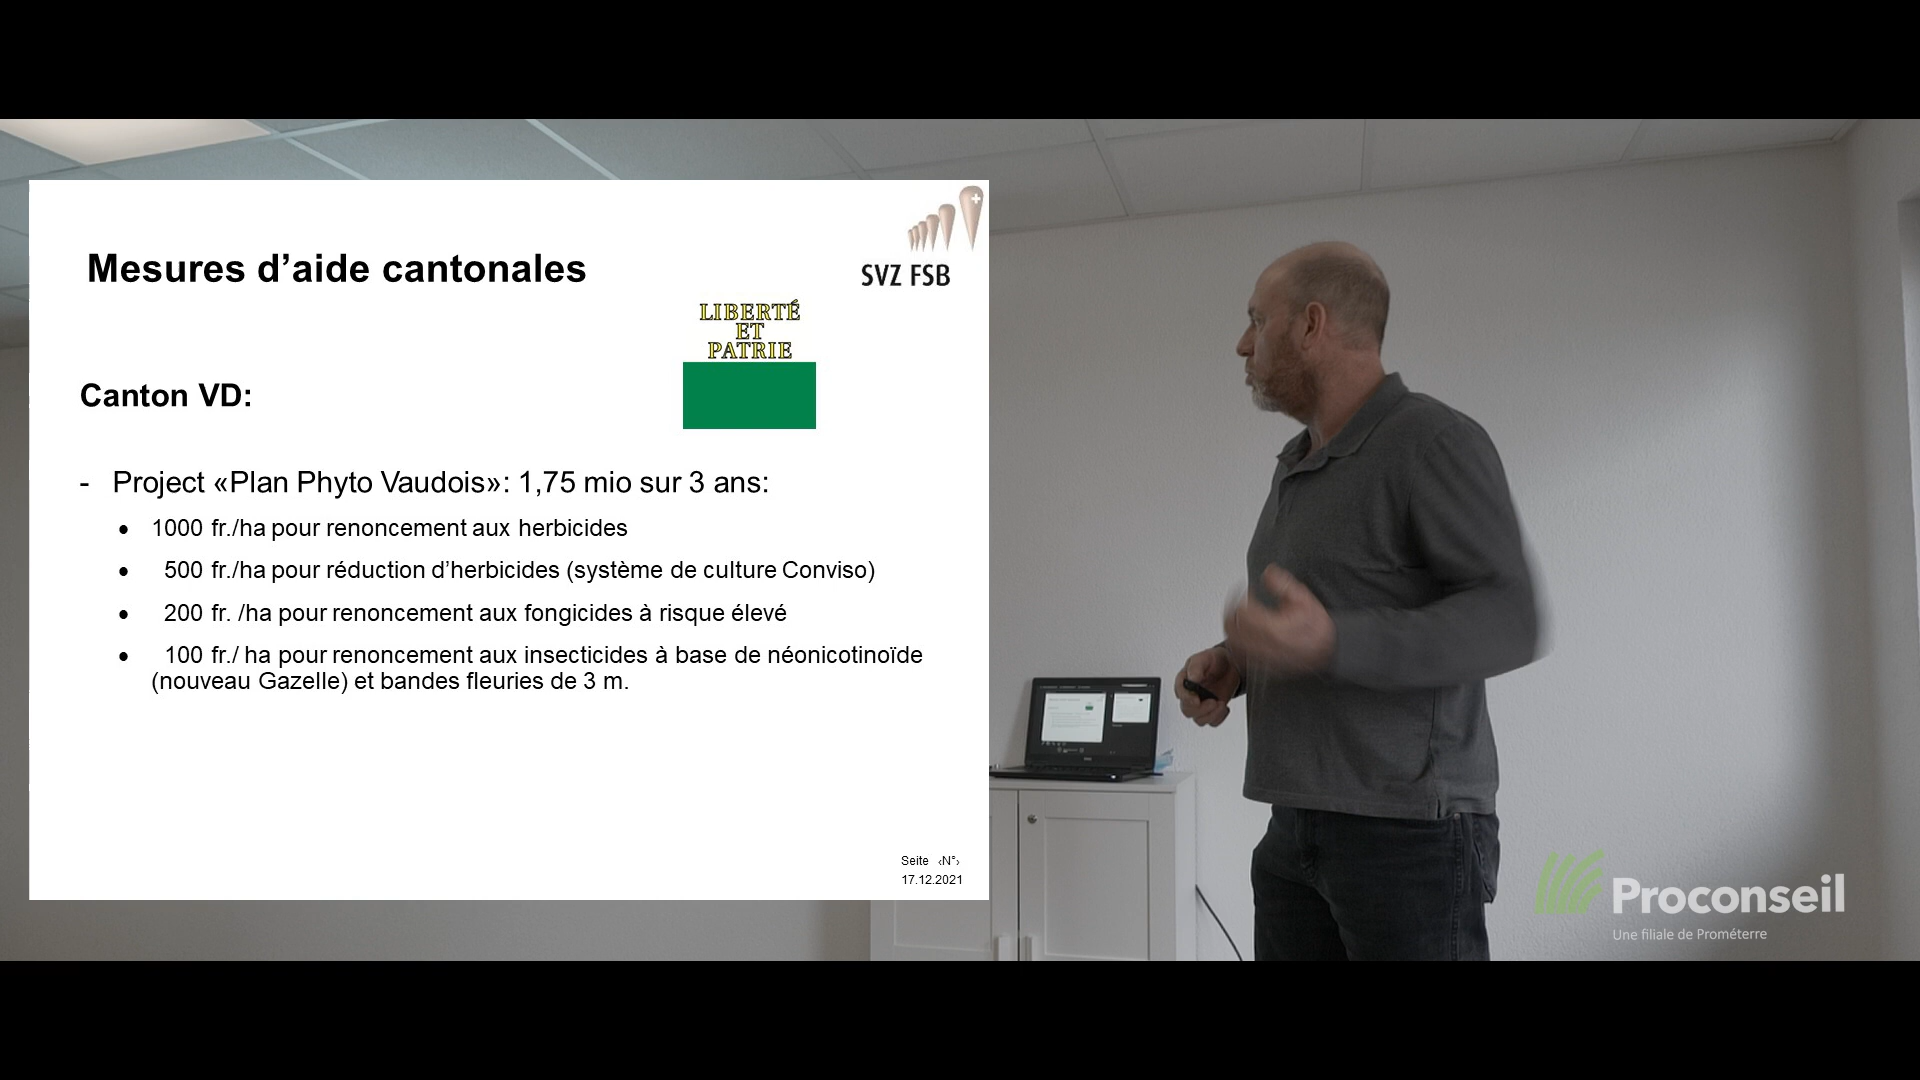 Mesures d’aide cantonales
SVZ FSB
LIBERTÉ
ET
PATRIE
Canton VD:
- Project «Plan Phyto Vaudois»: 1,75 mio sur 3 ans:
• 1000 fr./ha pour renoncement aux herbicides
• 500 fr./ha pour réduction d’herbicides (système de culture Conviso)
• 200 fr. /ha pour renoncement aux fongicides à risque élevé
• 100 fr./ ha pour renoncement aux insecticides à base de néonicotinoïde
(nouveau Gazelle) et bandes fleuries de 3 m.
Seite ‹N°›
17.12.2021
Proconseil
Une filiale de Prométerre